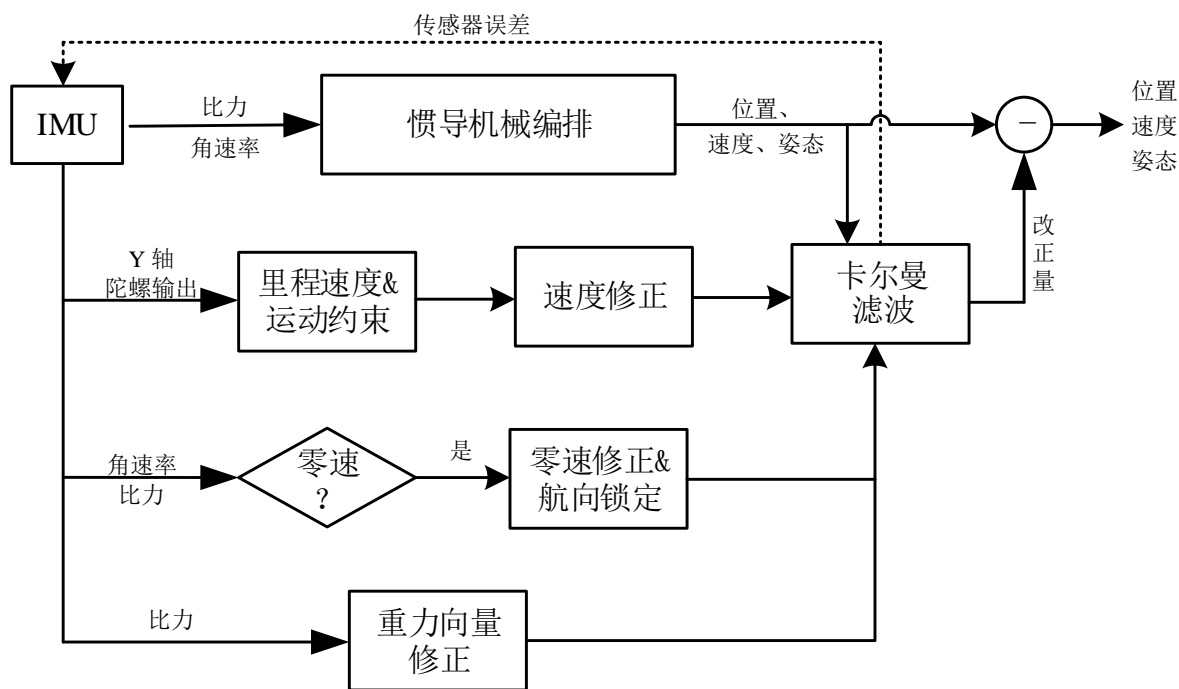 传感器误差
IMU
比力
角速率
惯导机械编排
位置、
速度、姿态
−
位置
速度
姿态
改正量
Y 轴
陀螺输出
里程速度&
运动约束
速度修正
卡尔曼
滤波
角速率
比力
零速
?
是
零速修正&
航向锁定
比力
重力向量
修正